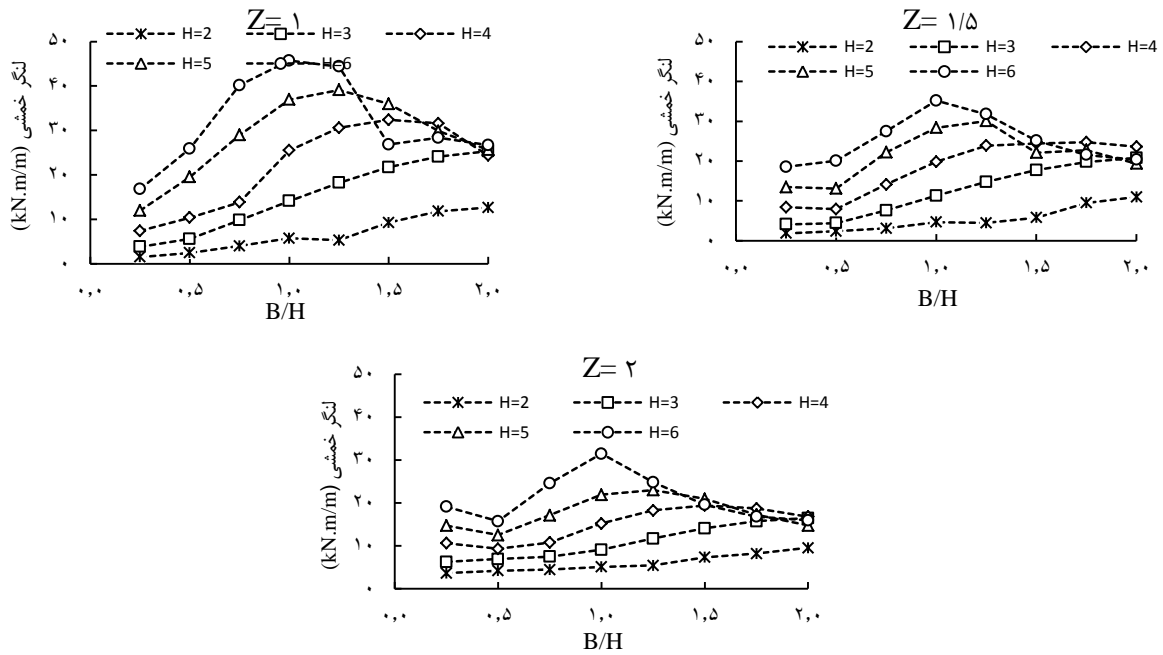 Z= ۱
H=2 H=3 H=4
H=5 H=6
۵۰
۴۰
۳۰
۲۰
۱۰
۰
لنگر خمشی (kN.m/m)
۰,۰ ۰,۵ ۱,۰ ۱,۵ ۲,۰
B/H
Z= ۱/۵
H=2 H=3 H=4
H=5 H=6
۵۰
۴۰
۳۰
۲۰
۱۰
۰
لنگر خمشی (kN.m/m)
۰,۰ ۰,۵ ۱,۰ ۱,۵ ۲,۰
B/H
Z= ۲
H=2 H=3 H=4
H=5 H=6
۵۰
۴۰
۳۰
۲۰
۱۰
۰
لنگر خمشی (kN.m/m)
۰,۰ ۰,۵ ۱,۰ ۱,۵ ۲,۰
B/H